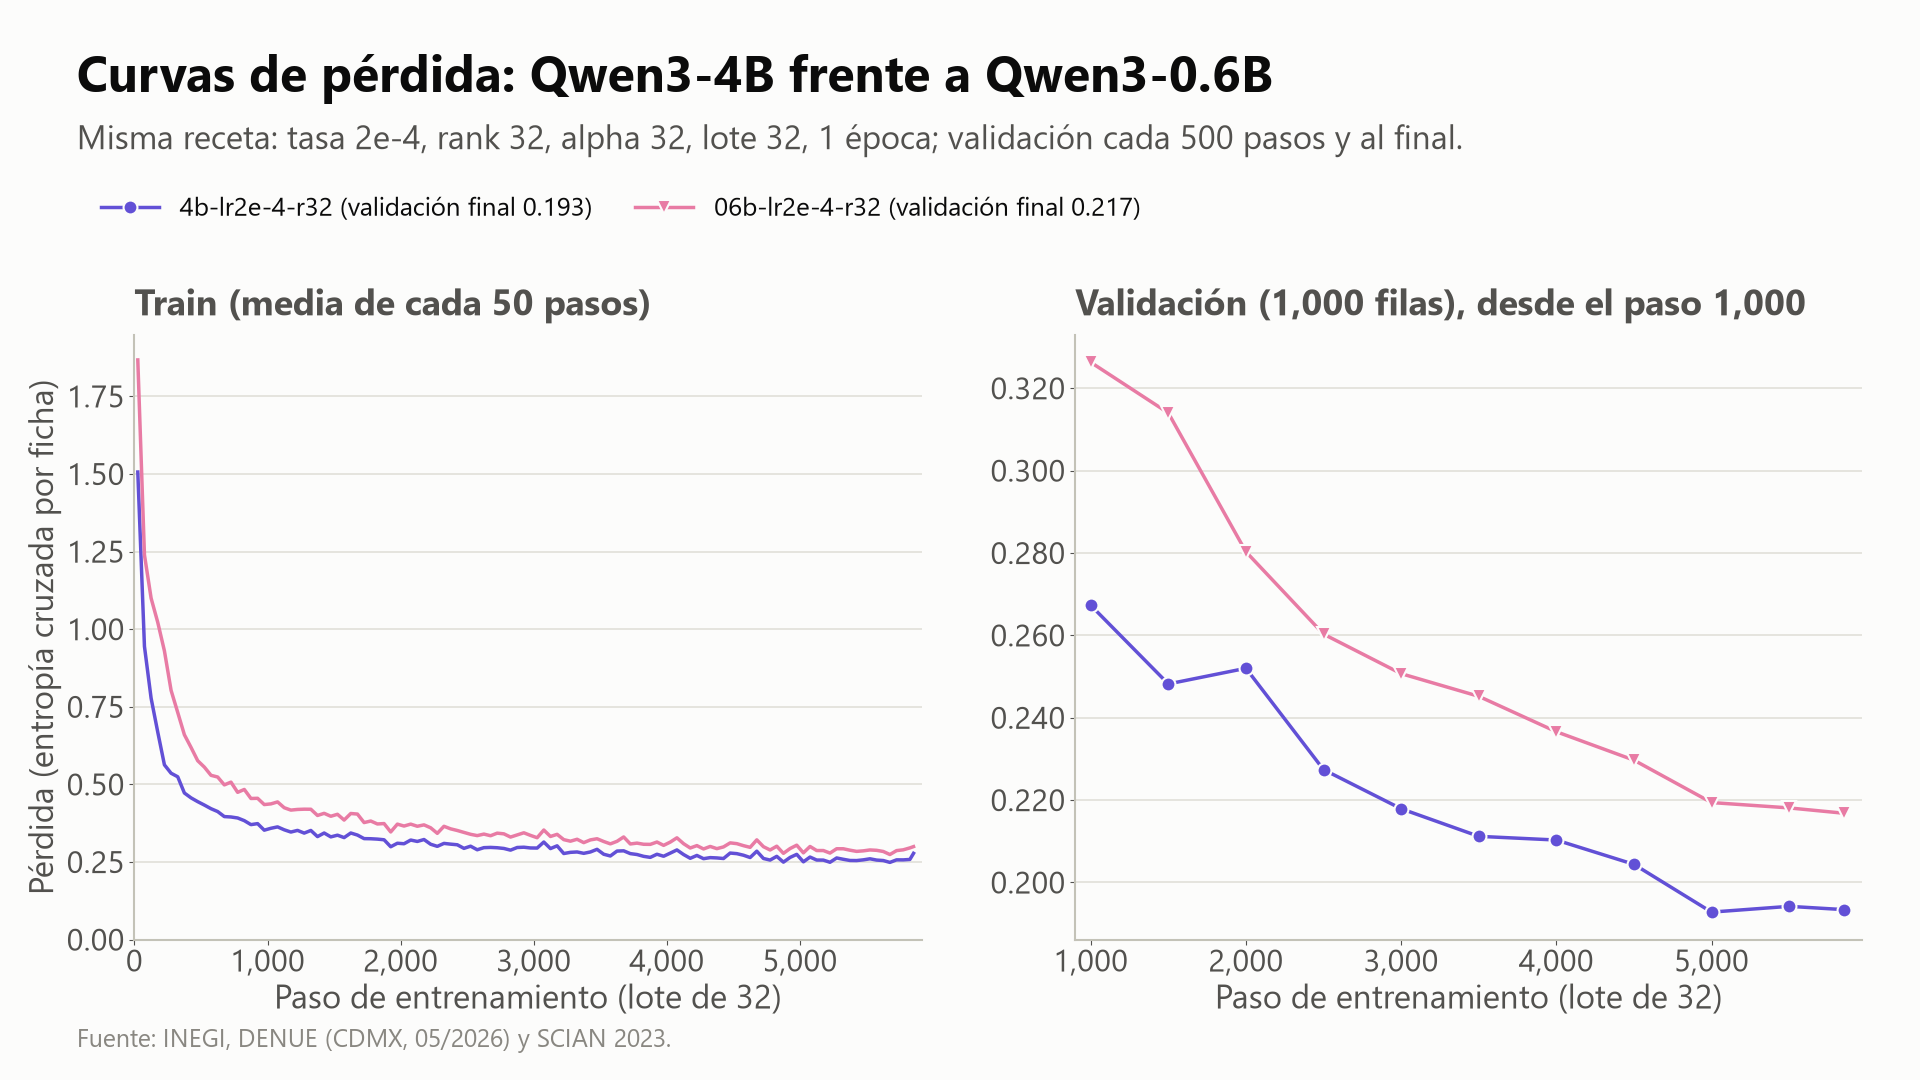 Curvas de pérdida: Qwen3-4B frente a Qwen3-0.6B
Misma receta: tasa 2e-4, rank 32, alpha 32, lote 32, 1 época; validación cada 500 pasos y al final.
4b-lr2e-4-r32 (validación final 0.193)
06b-lr2e-4-r32 (validación final 0.217)
Train (media de cada 50 pasos)
Pérdida (entropía cruzada por ficha)
1.75
1.50
1.25
1.00
0.75
0.50
0.25
0.00
0 1,000 2,000 3,000 4,000 5,000
Paso de entrenamiento (lote de 32)
Validación (1,000 filas), desde el paso 1,000
0.320
0.300
0.280
0.260
0.240
0.220
0.200
1,000 2,000 3,000 4,000 5,000
Paso de entrenamiento (lote de 32)
Fuente: INEGI, DENUE (CDMX, 05/2026) y SCIAN 2023.